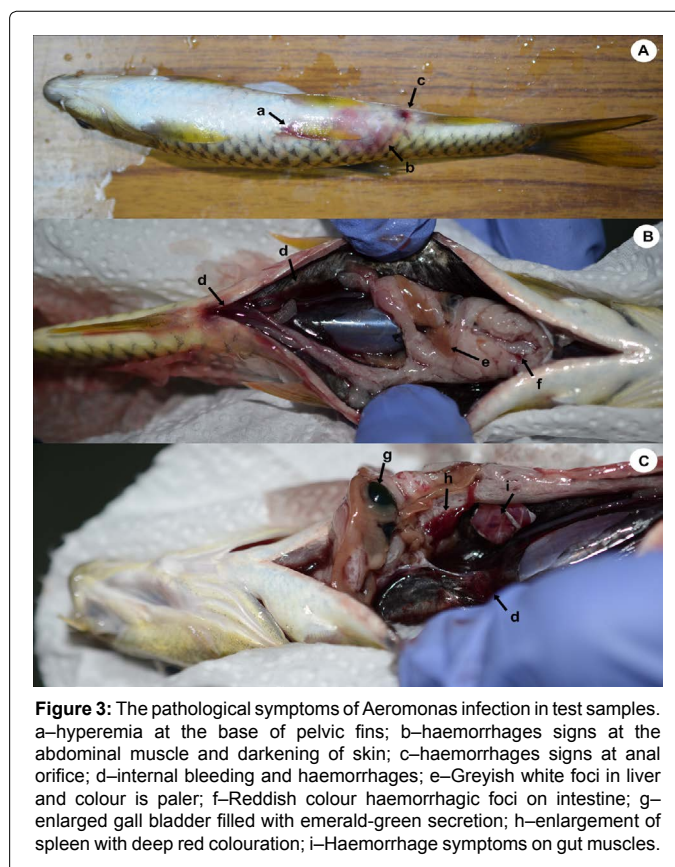 A
a
c
b
B
d
d
e
f
C
g
h
i
d
Figure 3: The pathological symptoms of Aeromonas infection in test samples.
a–hyperemia at the base of pelvic fins; b–haemorrhages signs at the
abdominal muscle and darkening of skin; c–haemorrhages signs at anal
orifice; d–internal bleeding and haemorrhages; e–Greyish white foci in liver
and colour is paler; f–Reddish colour haemorrhagic foci on intestine; g–
enlarged gall bladder filled with emerald-green secretion; h–enlargement of
spleen with deep red colouration; i–Haemorrhage symptoms on gut muscles.